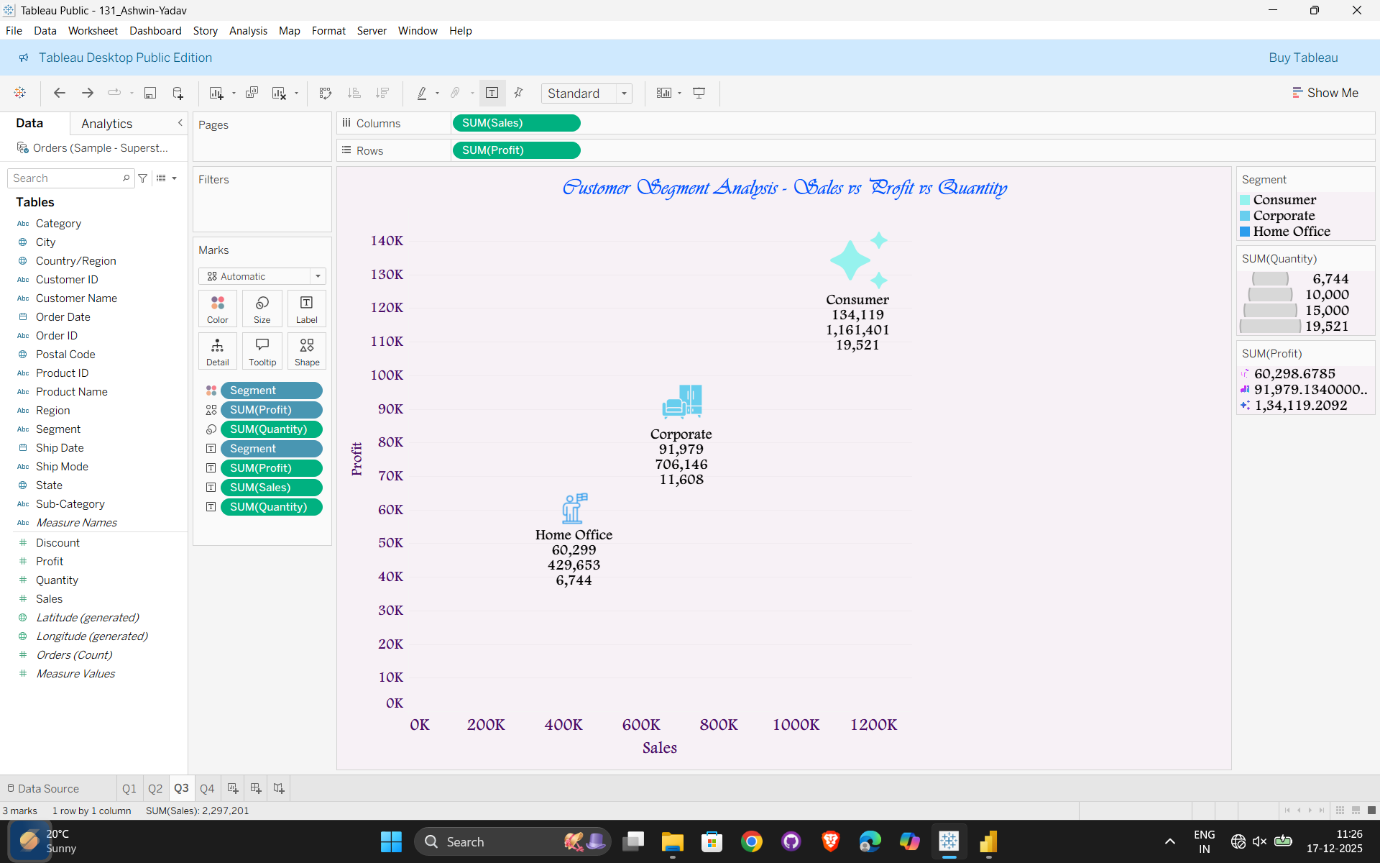 Tableau Public - 131_Ashwin-Yadav
File Data Worksheet Dashboard Story Analysis Map Format Server Window Help
Tableau Desktop Public Edition
Buy Tableau
Standard
Show Me
Data Analytics
Orders (Sample - Superst...
Search
Tables
Abc Category
City
Country/Region
Abc Customer ID
Abc Customer Name
Order Date
Abc Order ID
Postal Code
Abc Product ID
Abc Product Name
Abc Region
Abc Segment
Ship Date
Abc Ship Mode
State
Abc Sub-Category
Abc Measure Names
# Discount
# Profit
# Quantity
# Sales
Latitude (generated)
Longitude (generated)
# Orders (Count)
# Measure Values
Pages
Filters
Marks
Automatic
Color Size Label
Detail Tooltip Shape
Segment
SUM(Profit)
SUM(Quantity)
Segment
SUM(Profit)
SUM(Sales)
SUM(Quantity)
Columns SUM(Sales)
Rows SUM(Profit)
Customer Segment Analysis - Sales vs Profit vs Quantity
140K
130K
120K
110K
100K
90K
80K
70K
60K
50K
40K
30K
20K
10K
0K
Profit
Consumer
134,119
1,161,401
19,521
Corporate
91,979
706,146
11,608
Home Office
60,299
429,653
6,744
0K 200K 400K 600K 800K 1000K 1200K
Sales
Segment
Consumer
Corporate
Home Office
SUM(Quantity)
6,744
10,000
15,000
19,521
SUM(Profit)
60,298.6785
91,979.1340000..
1,34,119.2092
Data Source Q1 Q2 Q3 Q4
3 marks 1 row by 1 column SUM(Sales): 2,297,201
20°C
Sunny
Search
ENG
IN
11:26
17-12-2025